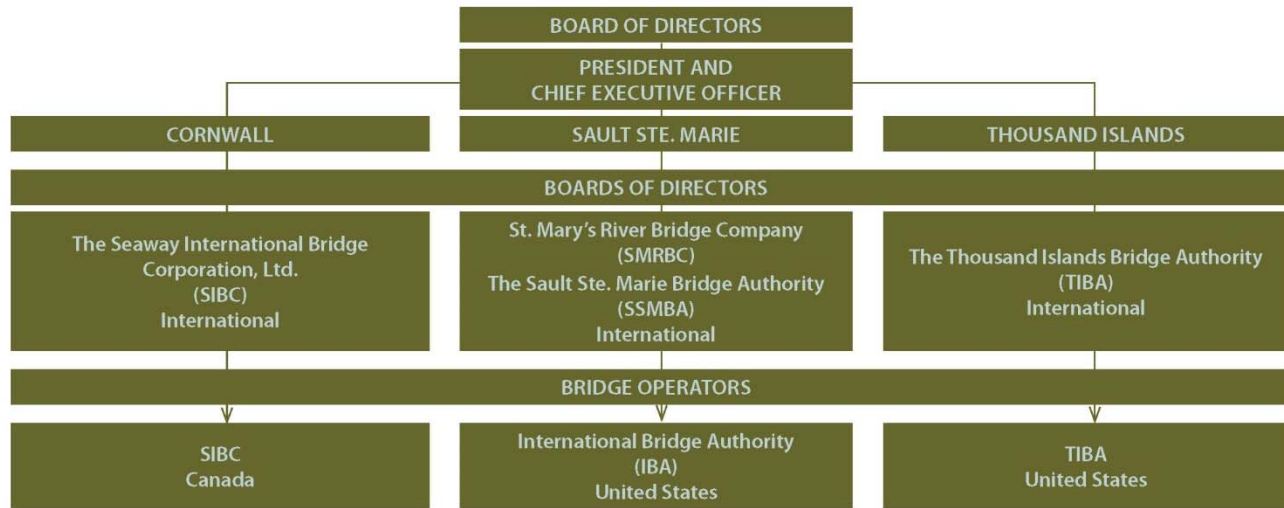 BOARD OF DIRECTORS
PRESIDENT AND
CHIEF EXECUTIVE OFFICER
CORNWALL
SAULT STE. MARIE
THOUSAND ISLANDS
BOARDS OF DIRECTORS
The Seaway International Bridge
Corporation, Ltd.
(SIBC)
International
St. Mary’s River Bridge Company
(SMRBC)
The Sault Ste. Marie Bridge Authority
(SSMBA)
International
The Thousand Islands Bridge Authority
(TIBA)
International
BRIDGE OPERATORS
SIBC
Canada
International Bridge Authority
(IBA)
United States
TIBA
United States